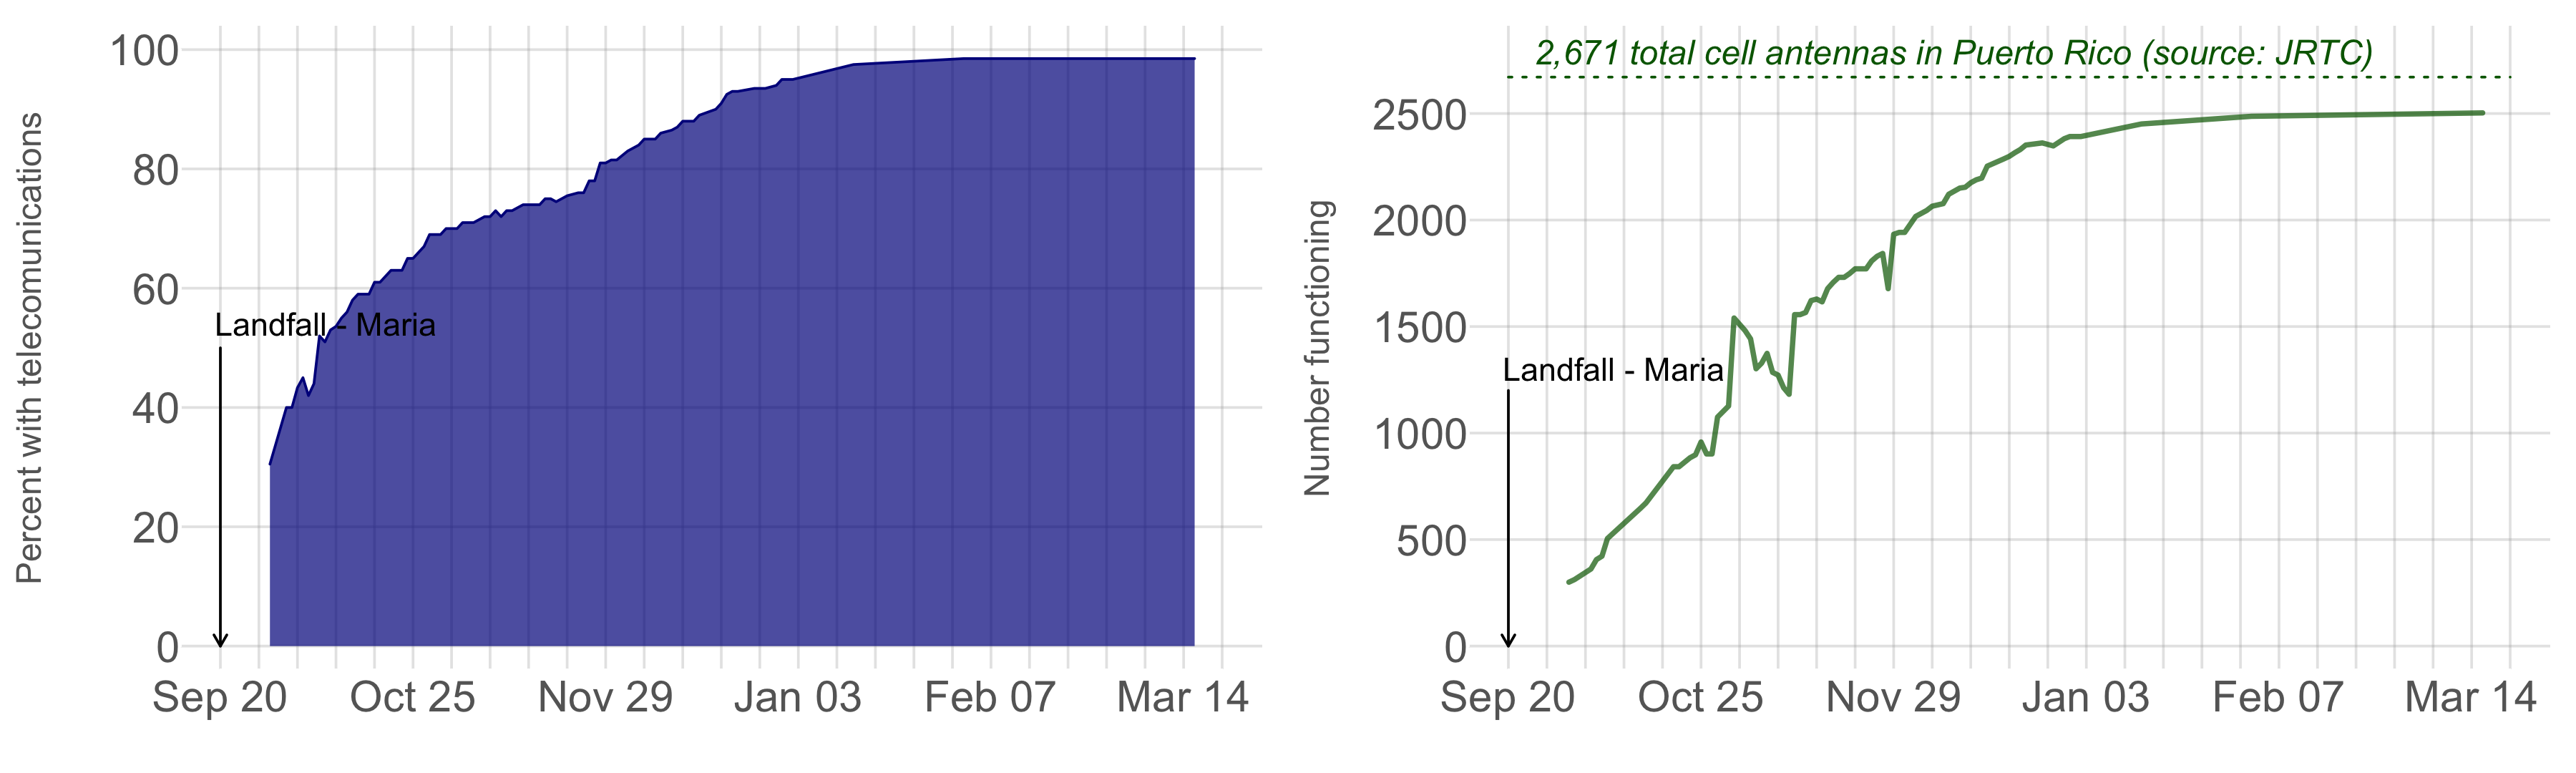 Percent with telecomunications
100
80
60
40
20
0
Landfall - Maria
Sep 20 Oct 25 Nov 29 Jan 03 Feb 07 Mar 14
Number functioning
2,671 total cell antennas in Puerto Rico (source: JRTC)
2500
2000
1500
1000
500
0
Landfall - Maria
Sep 20 Oct 25 Nov 29 Jan 03 Feb 07 Mar 14